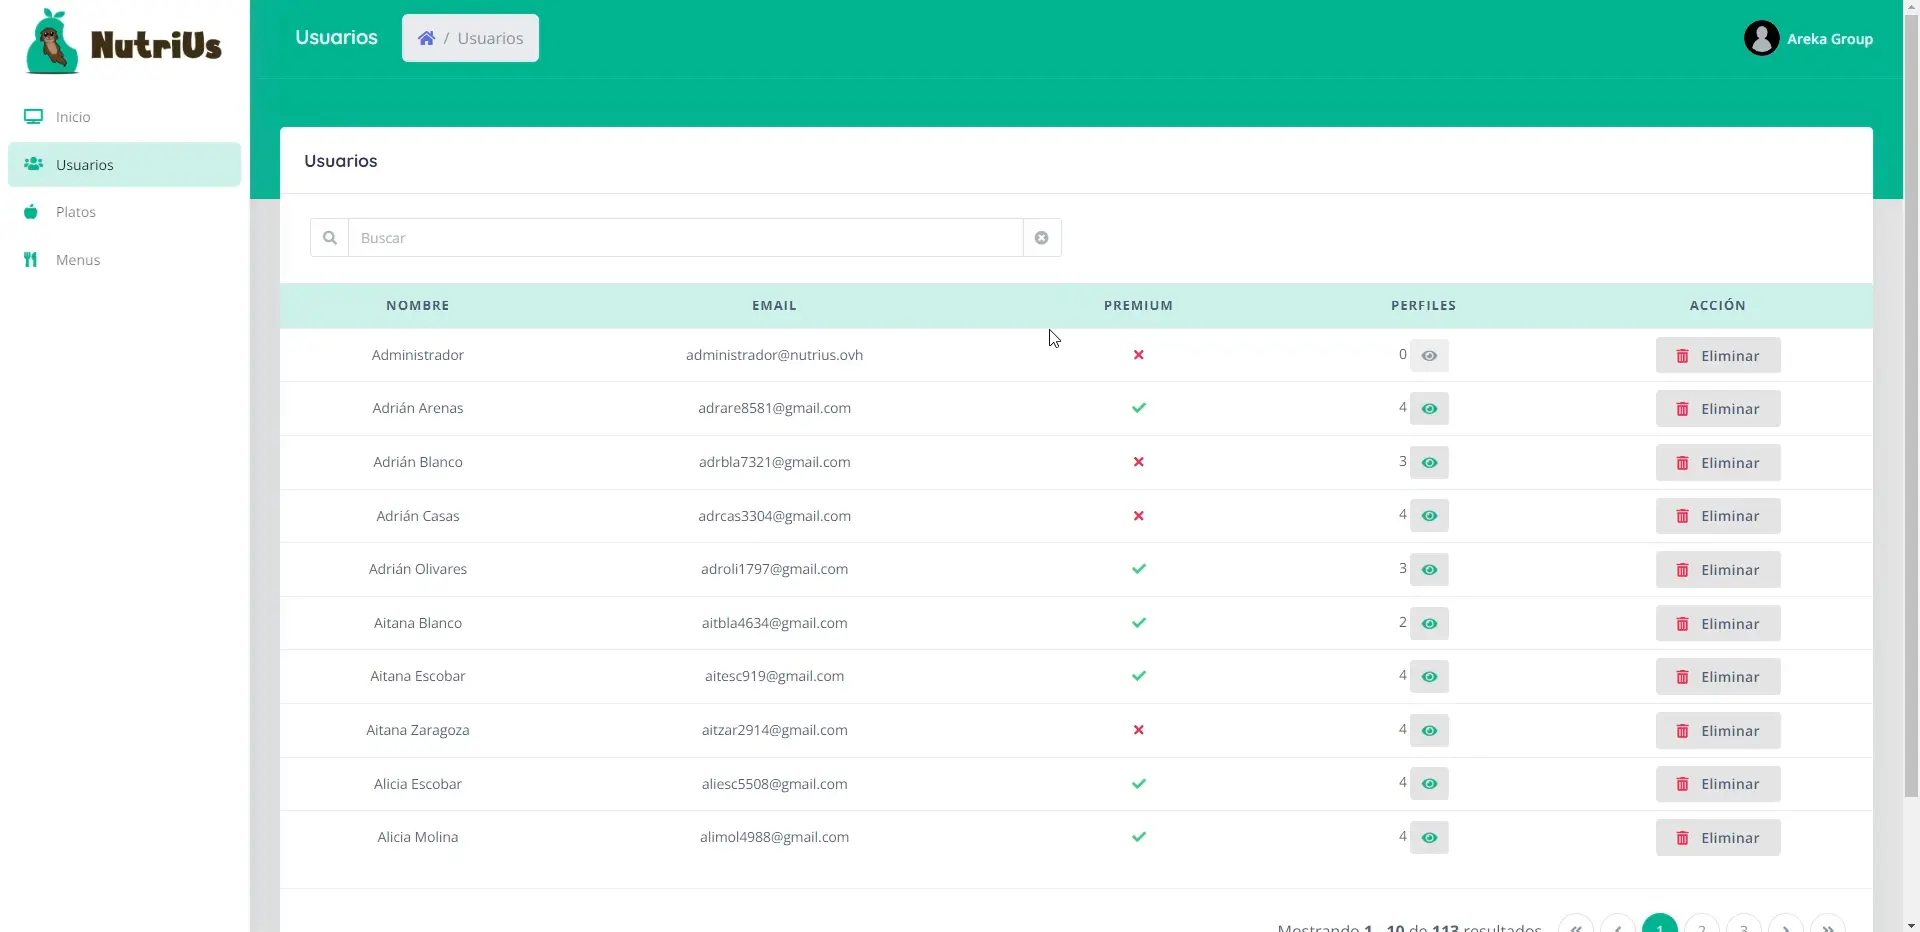 NutriUs
Usuarios
/ Usuarios
Areka Group
Inicio
Usuarios
Platos
Menus
Usuarios
Buscar
NOMBRE EMAIL PREMIUM PERFILES ACCIÓN
Administrador administrador@nutrius.ovh 0 Eliminar
Adrián Arenas adrare8581@gmail.com 4 Eliminar
Adrián Blanco adrbla7321@gmail.com 3 Eliminar
Adrián Casas adrcas3304@gmail.com 4 Eliminar
Adrián Olivares adroli1797@gmail.com 3 Eliminar
Aitana Blanco aitbla4634@gmail.com 2 Eliminar
Aitana Escobar aitesc919@gmail.com 4 Eliminar
Aitana Zaragoza aitzar2914@gmail.com 4 Eliminar
Alicia Escobar aliesc5508@gmail.com 4 Eliminar
Alicia Molina alimol4988@gmail.com 4 Eliminar
Mostrando 1 - 10 de 113 resultados « ‹ 1 2 3 › »